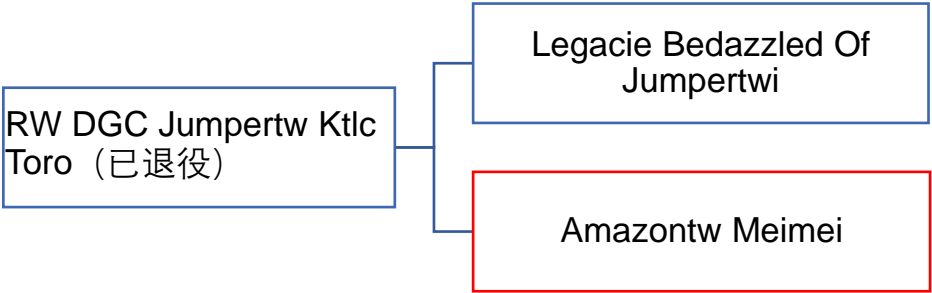 RW DGC Jumpertw Ktlc
Toro（已退役）
Legacie Bedazzled Of
Jumpertwi
Amazontw Meimei